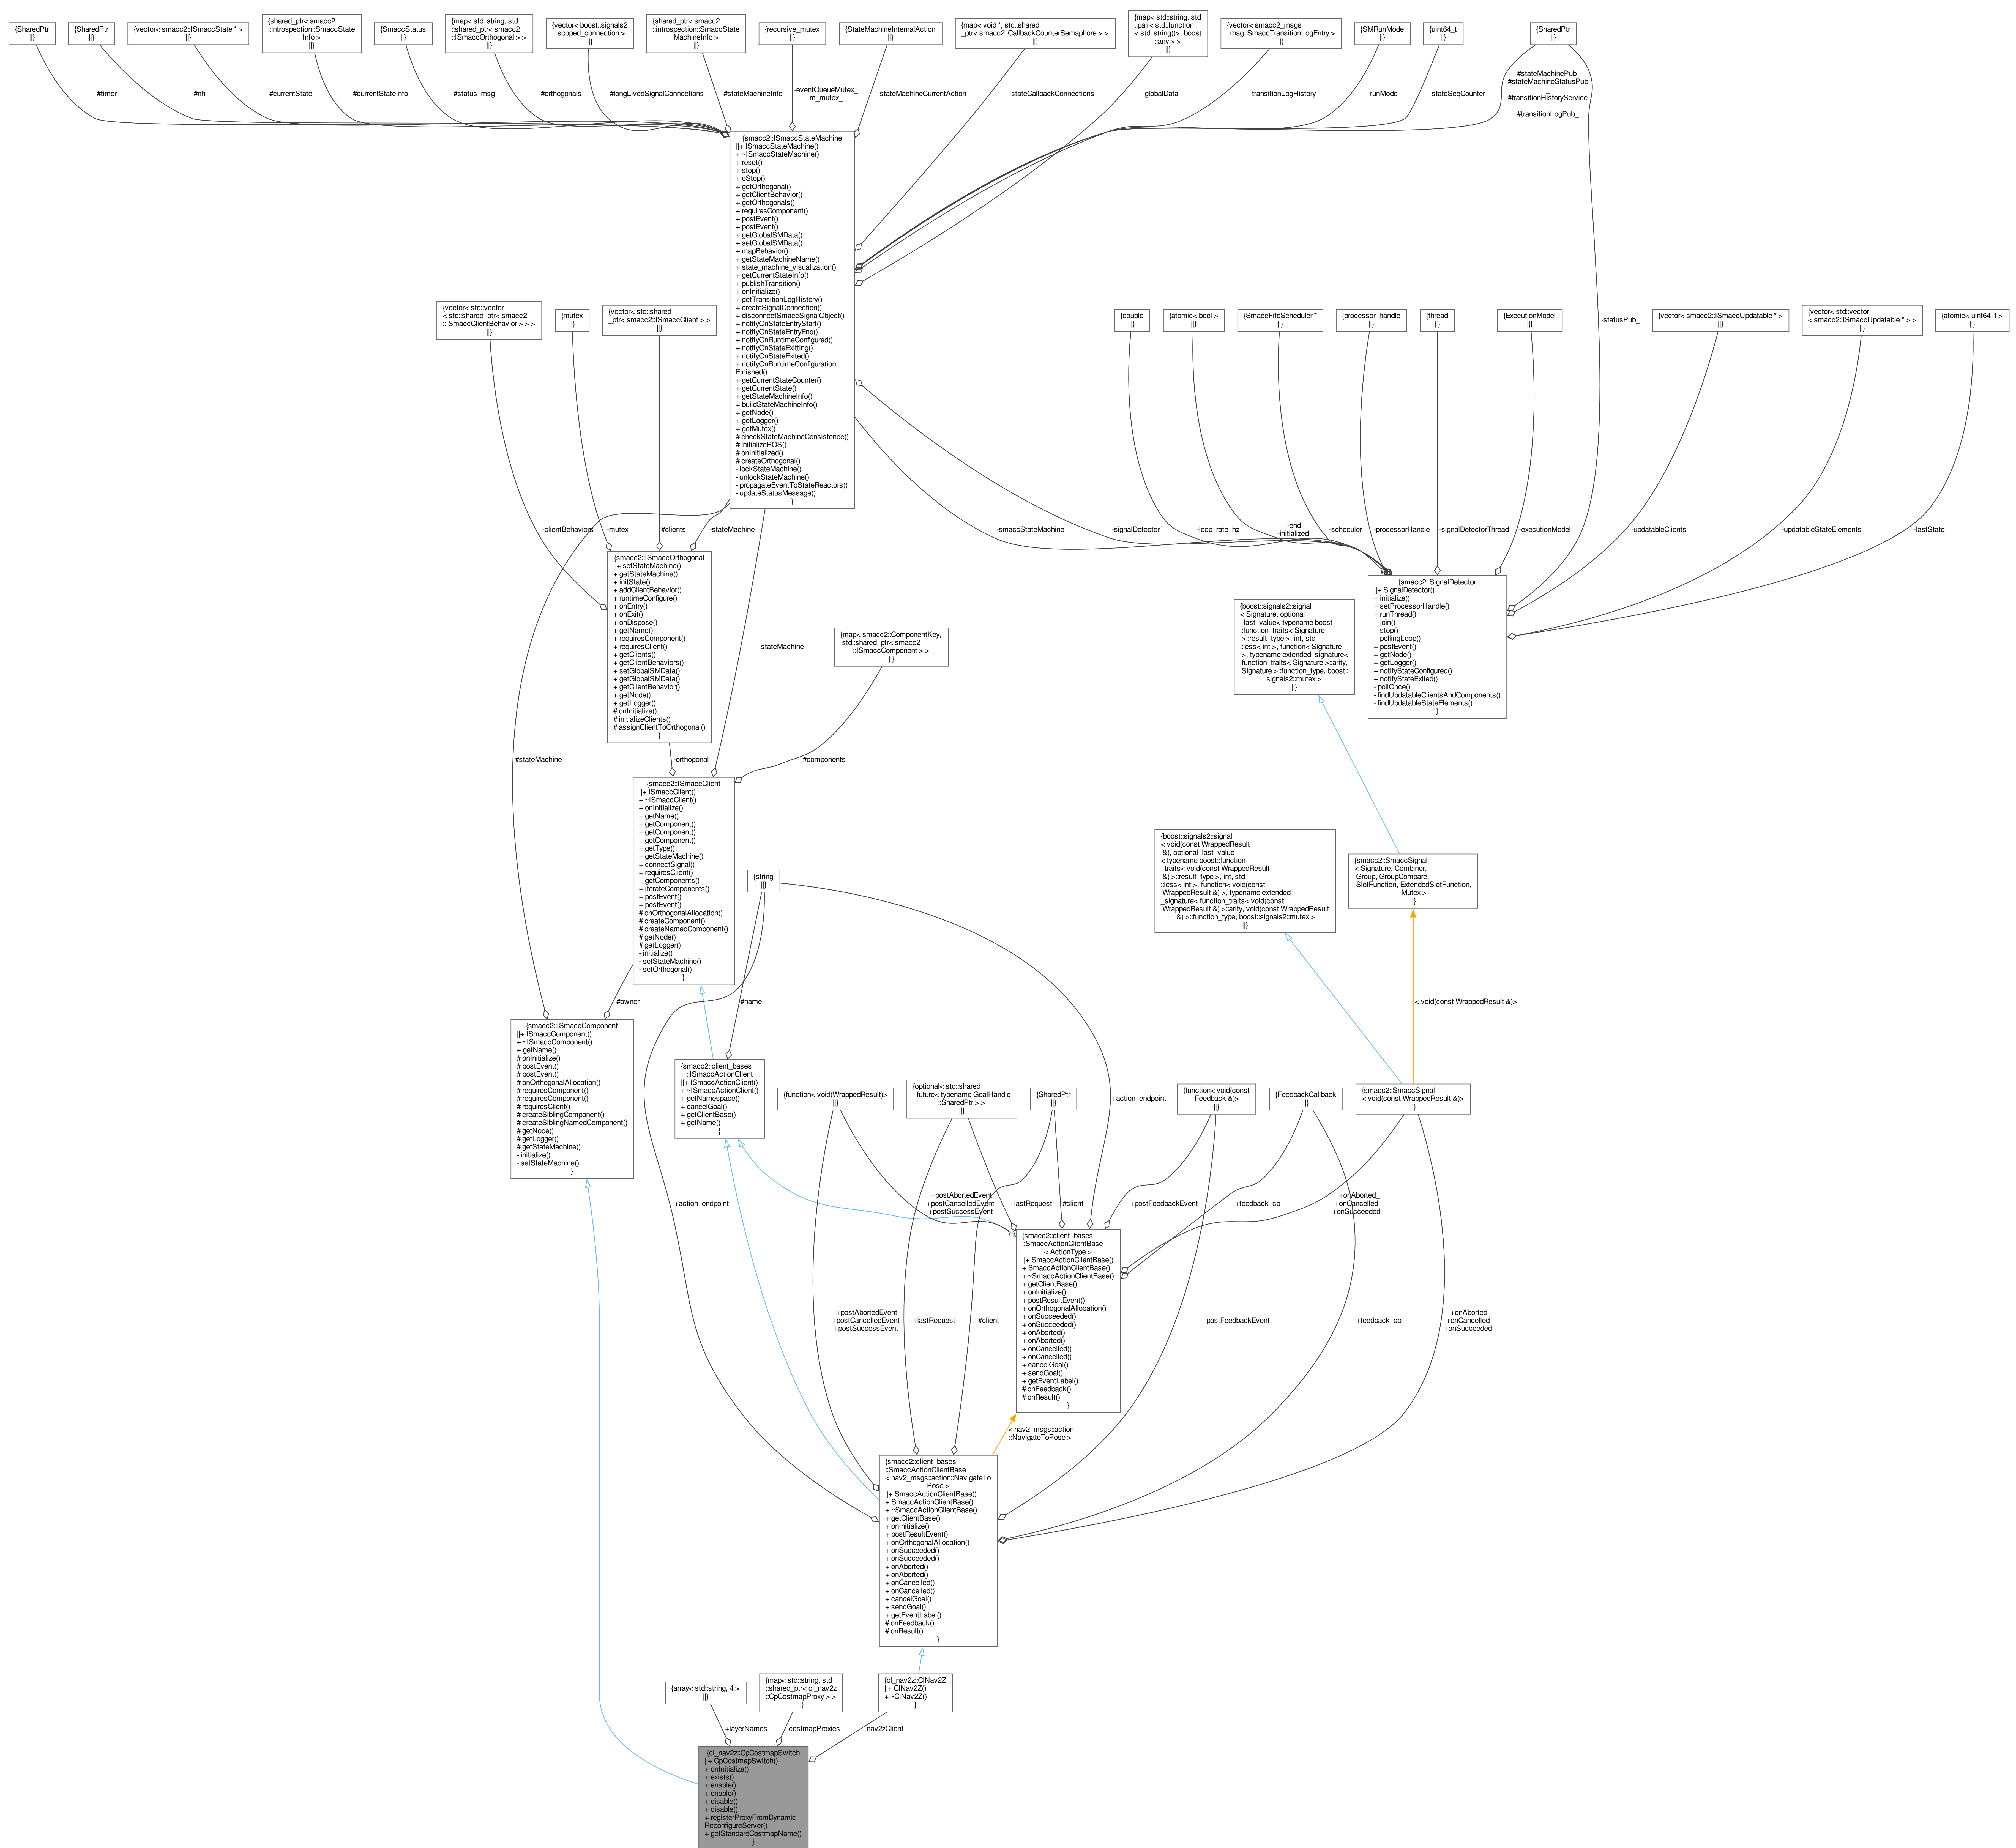 {SharedPtr
||}
{SharedPtr
||}
{vector< smacc2::ISmaccState * >
||}
{shared_ptr< smacc2
::introspection::SmaccState
Info >
||}
{SmaccStatus
||}
{map< std::string, std
::shared_ptr< smacc2
::ISmaccOrthogonal > >
||}
{vector< boost::signals2
::scoped_connection >
||}
{shared_ptr< smacc2
::introspection::SmaccState
MachineInfo >
||}
{recursive_mutex
||}
{StateMachineInternalAction
||}
{map< void *, std::shared
_ptr< smacc2::CallbackCounterSemaphore > >
||}
{map< std::string, std
::pair< std::function
< std::string()>, boost
::any > >
||}
{vector< smacc2_msgs
::msg::SmaccTransitionLogEntry >
||}
{SMRunMode
||}
{uint64_t
||}
{SharedPtr
||}
#timer_
#nh_
#currentState_
#currentStateInfo_
#status_msg_
#orthogonals_
#longLivedSignalConnections_
#stateMachineInfo_
-eventQueueMutex_
-m_mutex_
-stateMachineCurrentAction
-stateCallbackConnections
-globalData_
-transitionLogHistory_
-runMode_
-stateSeqCounter_
#stateMachinePub_
#stateMachineStatusPub
_
#transitionHistoryService
_
#transitionLogPub_
{smacc2::ISmaccStateMachine
||+ ISmaccStateMachine()
+ ~ISmaccStateMachine()
+ reset()
+ stop()
+ eStop()
+ getOrthogonal()
+ getClientBehavior()
+ getOrthogonals()
+ requiresComponent()
+ postEvent()
+ postEvent()
+ getGlobalSMData()
+ setGlobalSMData()
+ mapBehavior()
+ getStateMachineName()
+ state_machine_visualization()
+ getCurrentStateInfo()
+ publishTransition()
+ onInitialize()
+ getTransitionLogHistory()
+ createSignalConnection()
+ disconnectSmaccSignalObject()
+ notifyOnStateEntryStart()
+ notifyOnStateEntryEnd()
+ notifyOnRuntimeConfigured()
+ notifyOnStateExitting()
+ notifyOnStateExited()
+ notifyOnRuntimeConfiguration
Finished()
+ getCurrentStateCounter()
+ getCurrentState()
+ getStateMachineInfo()
+ buildStateMachineInfo()
+ getNode()
+ getLogger()
+ getMutex()
# checkStateMachineConsistence()
# initializeROS()
# onInitialized()
# createOrthogonal()
- lockStateMachine()
- unlockStateMachine()
- propagateEventToStateReactors()
- updateStatusMessage()
}
{vector< std::vector
< std::shared_ptr< smacc2
::ISmaccClientBehavior > > >
||}
{mutex
||}
{vector< std::shared
_ptr< smacc2::ISmaccClient > >
||}
{double
||}
{atomic< bool >
||}
{SmaccFifoScheduler *
||}
{processor_handle
||}
{thread
||}
{ExecutionModel
||}
{vector< smacc2::ISmaccUpdatable * >
||}
{vector< std::vector
< smacc2::ISmaccUpdatable * > >
||}
{atomic< uint64_t >
||}
-statusPub_
-clientBehaviors_
-mutex_
#clients_
-stateMachine_
-smaccStateMachine_
-signalDetector_
-loop_rate_hz
-end_
-initialized_
-scheduler_
-processorHandle_
-signalDetectorThread_
-executionModel_
-updatableClients_
-updatableStateElements_
-lastState_
{smacc2::ISmaccOrthogonal
||+ setStateMachine()
+ getStateMachine()
+ initState()
+ addClientBehavior()
+ runtimeConfigure()
+ onEntry()
+ onExit()
+ onDispose()
+ getName()
+ requiresComponent()
+ requiresClient()
+ getClients()
+ getClientBehaviors()
+ setGlobalSMData()
+ getGlobalSMData()
+ getClientBehavior()
+ getNode()
+ getLogger()
# onInitialize()
# initializeClients()
# assignClientToOrthogonal()
}
{smacc2::SignalDetector
||+ SignalDetector()
+ initialize()
+ setProcessorHandle()
+ runThread()
+ join()
+ stop()
+ pollingLoop()
+ postEvent()
+ getNode()
+ getLogger()
+ notifyStateConfigured()
+ notifyStateExited()
- pollOnce()
- findUpdatableClientsAndComponents()
- findUpdatableStateElements()
}
{boost::signals2::signal
< Signature, optional
_last_value< typename boost
::function_traits< Signature
>::result_type >, int, std
::less< int >, function< Signature
>, typename extended_signature<
function_traits< Signature >::arity,
Signature >::function_type, boost::
signals2::mutex >
||}
{map< smacc2::ComponentKey,
std::shared_ptr< smacc2
::ISmaccComponent > >
||}
-stateMachine_
#stateMachine_
-orthogonal_
#components_
{smacc2::ISmaccClient
||+ ISmaccClient()
+ ~ISmaccClient()
+ onInitialize()
+ getName()
+ getComponent()
+ getComponent()
+ getComponent()
+ getType()
+ getStateMachine()
+ connectSignal()
+ requiresClient()
+ getComponents()
+ iterateComponents()
+ postEvent()
+ postEvent()
# onOrthogonalAllocation()
# createComponent()
# createNamedComponent()
# getNode()
# getLogger()
- initialize()
- setStateMachine()
- setOrthogonal()
}
{string
||}
{boost::signals2::signal
< void(const WrappedResult
&), optional_last_value
< typename boost::function
_traits< void(const WrappedResult
&) >::result_type >, int, std
::less< int >, function< void(const
WrappedResult &) >, typename extended
_signature< function_traits< void(const
WrappedResult &) >::arity, void(const WrappedResult
&) >::function_type, boost::signals2::mutex >
||}
{smacc2::SmaccSignal
< Signature, Combiner,
Group, GroupCompare,
SlotFunction, ExtendedSlotFunction,
Mutex >
||}
#owner_
#name_
< void(const WrappedResult &)>
{smacc2::ISmaccComponent
||+ ISmaccComponent()
+ ~ISmaccComponent()
+ getName()
# onInitialize()
# postEvent()
# postEvent()
# onOrthogonalAllocation()
# requiresComponent()
# requiresComponent()
# requiresClient()
# createSiblingComponent()
# createSiblingNamedComponent()
# getNode()
# getLogger()
# getStateMachine()
- initialize()
- setStateMachine()
}
{smacc2::client_bases
::ISmaccActionClient
||+ ISmaccActionClient()
+ ~ISmaccActionClient()
+ getNamespace()
+ cancelGoal()
+ getClientBase()
+ getName()
}
{function< void(WrappedResult)>
||}
{optional< std::shared
_future< typename GoalHandle
::SharedPtr > >
||}
{SharedPtr
||}
+action_endpoint_
{function< void(const
Feedback &)>
||}
{FeedbackCallback
||}
{smacc2::SmaccSignal
< void(const WrappedResult &)>
||}
+action_endpoint_
+postAbortedEvent
+postCancelledEvent
+postSuccessEvent
+lastRequest_
#client_
+postFeedbackEvent
+feedback_cb
+onAborted_
+onCancelled_
+onSucceeded_
{smacc2::client_bases
::SmaccActionClientBase
< ActionType >
||+ SmaccActionClientBase()
+ SmaccActionClientBase()
+ ~SmaccActionClientBase()
+ getClientBase()
+ onInitialize()
+ postResultEvent()
+ onOrthogonalAllocation()
+ onSucceeded()
+ onSucceeded()
+ onAborted()
+ onAborted()
+ onCancelled()
+ onCancelled()
+ cancelGoal()
+ sendGoal()
+ getEventLabel()
# onFeedback()
# onResult()
}
+postAbortedEvent
+postCancelledEvent
+postSuccessEvent
+lastRequest_
#client_
+postFeedbackEvent
+feedback_cb
+onAborted_
+onCancelled_
+onSucceeded_
< nav2_msgs::action
::NavigateToPose >
{smacc2::client_bases
::SmaccActionClientBase
< nav2_msgs::action::NavigateTo
Pose >
||+ SmaccActionClientBase()
+ SmaccActionClientBase()
+ ~SmaccActionClientBase()
+ getClientBase()
+ onInitialize()
+ postResultEvent()
+ onOrthogonalAllocation()
+ onSucceeded()
+ onSucceeded()
+ onAborted()
+ onAborted()
+ onCancelled()
+ onCancelled()
+ cancelGoal()
+ sendGoal()
+ getEventLabel()
# onFeedback()
# onResult()
}
{array< std::string, 4 >
||}
{map< std::string, std
::shared_ptr< cl_nav2z
::CpCostmapProxy > >
||}
{cl_nav2z::ClNav2Z
||+ ClNav2Z()
+ ~ClNav2Z()
}
+layerNames
-costmapProxies
-nav2zClient_
{cl_nav2z::CpCostmapSwitch
||+ CpCostmapSwitch()
+ onInitialize()
+ exists()
+ enable()
+ enable()
+ disable()
+ disable()
+ registerProxyFromDynamic
ReconfigureServer()
+ getStandardCostmapName()
}